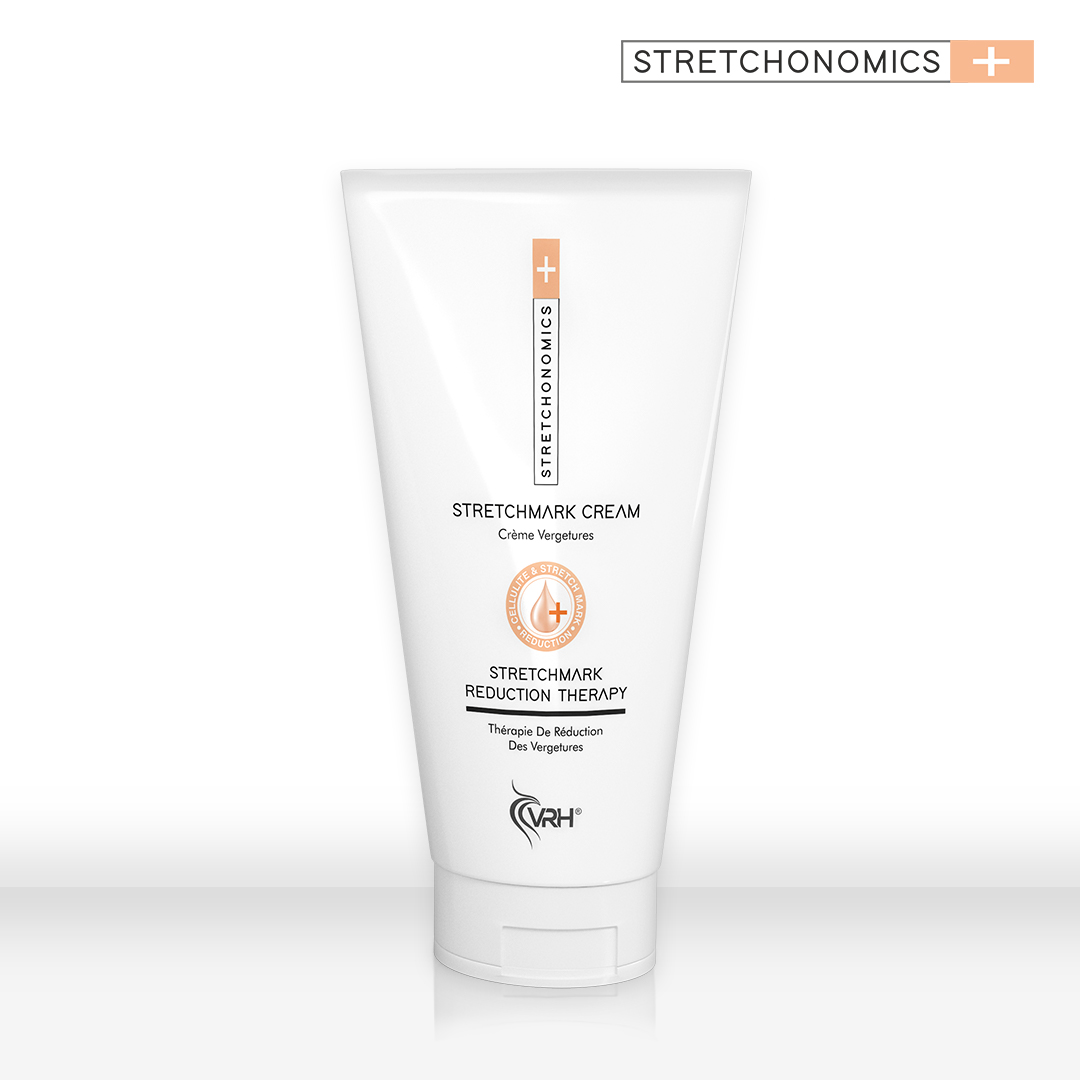 STRETCHONOMICS +
+
STRETCHONOMICS
STRETCHMARK CREAM
Crème Vergetures
CELLULITE & STRETCH MARK
• REDUCTION •
+
STRETCHMARK
REDUCTION THERAPY
Thérapie De Réduction
Des Vergetures
VRH®